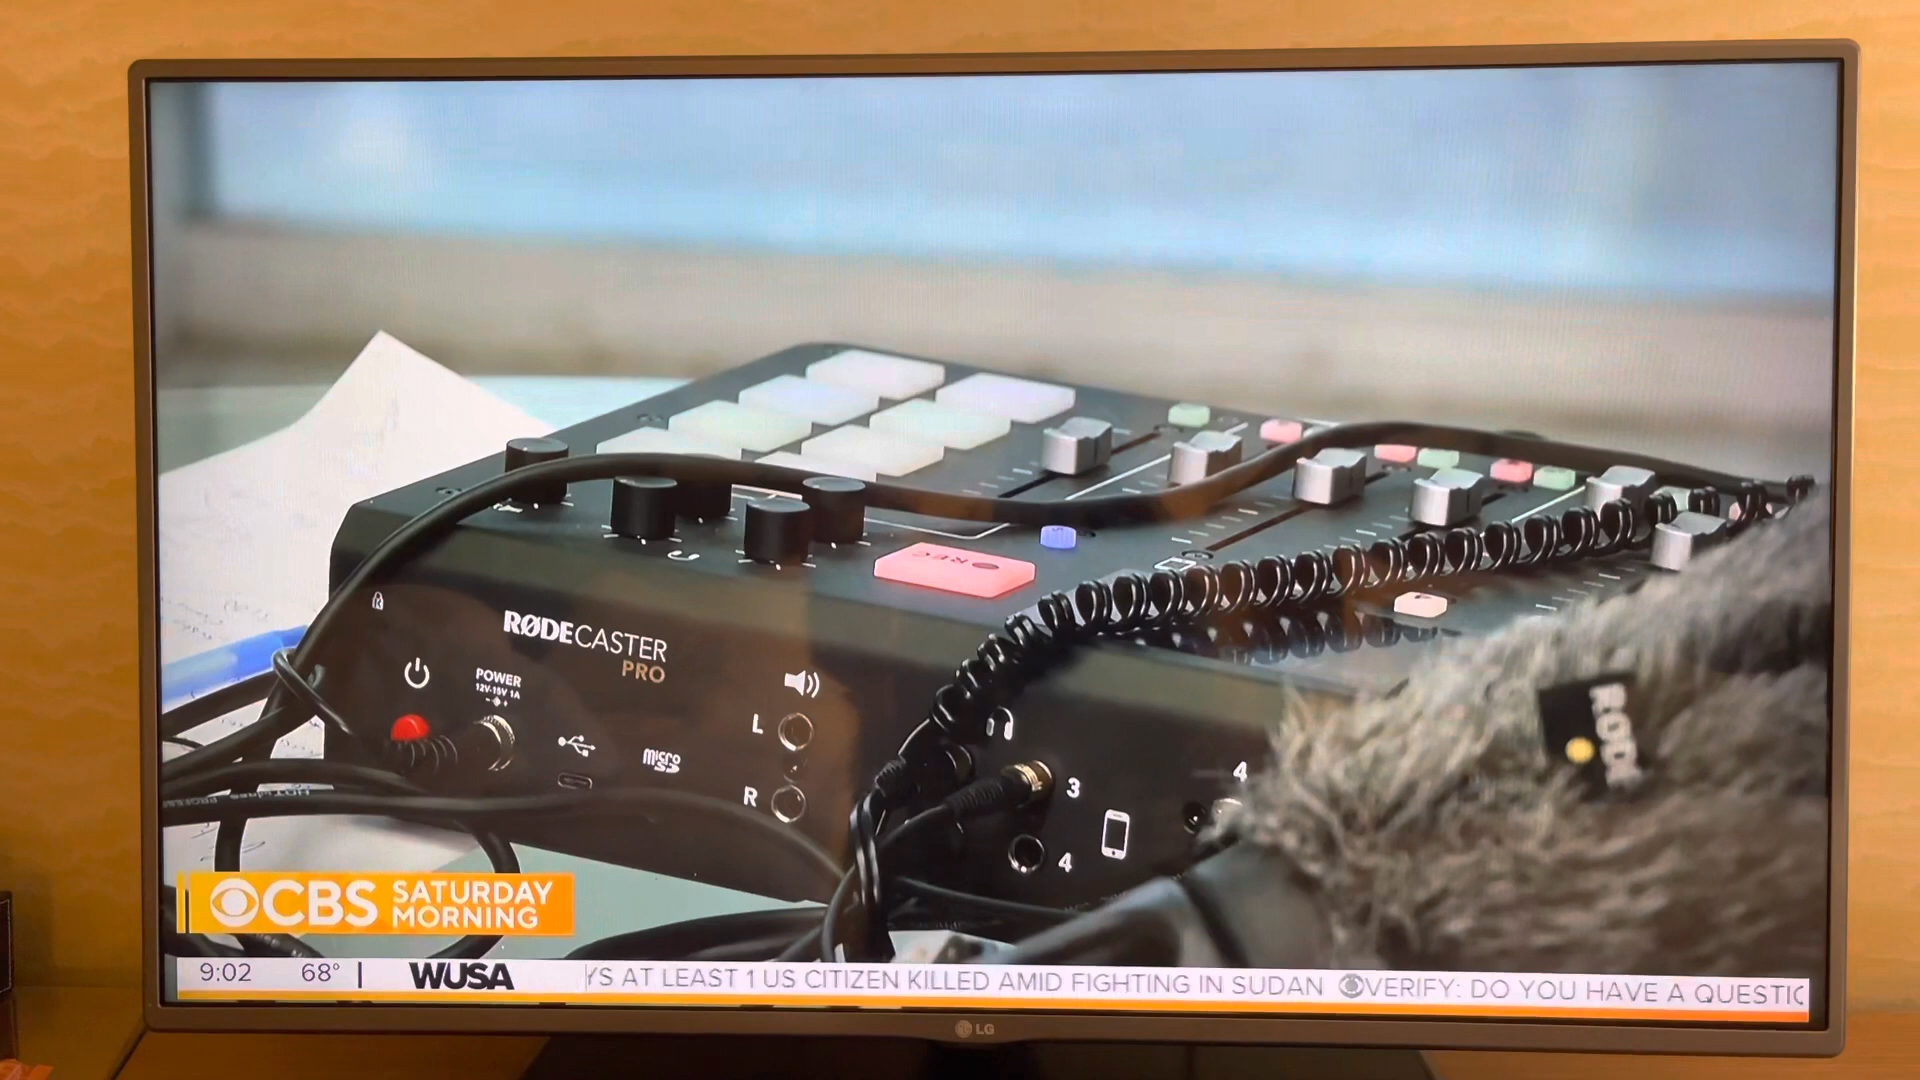 REC
RØDECASTER
PRO
POWER
12V-15V 1A
L
R
micro
SD
3
4
4
RØDE
CBS SATURDAY
MORNING
9:02 68° | WUSA YS AT LEAST 1 US CITIZEN KILLED AMID FIGHTING IN SUDAN VERIFY: DO YOU HAVE A QUESTIO
LG